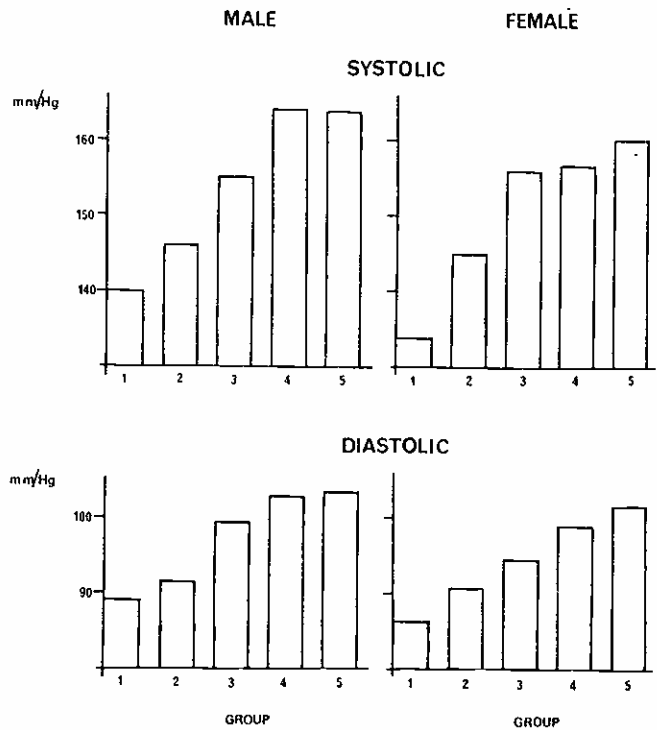 MALE FEMALE
SYSTOLIC
mm/Hg
160
150
140
1 2 3 4 5 1 2 3 4 5
DIASTOLIC
mm/Hg
100
90
1 2 3 4 5 1 2 3 4 5
GROUP GROUP